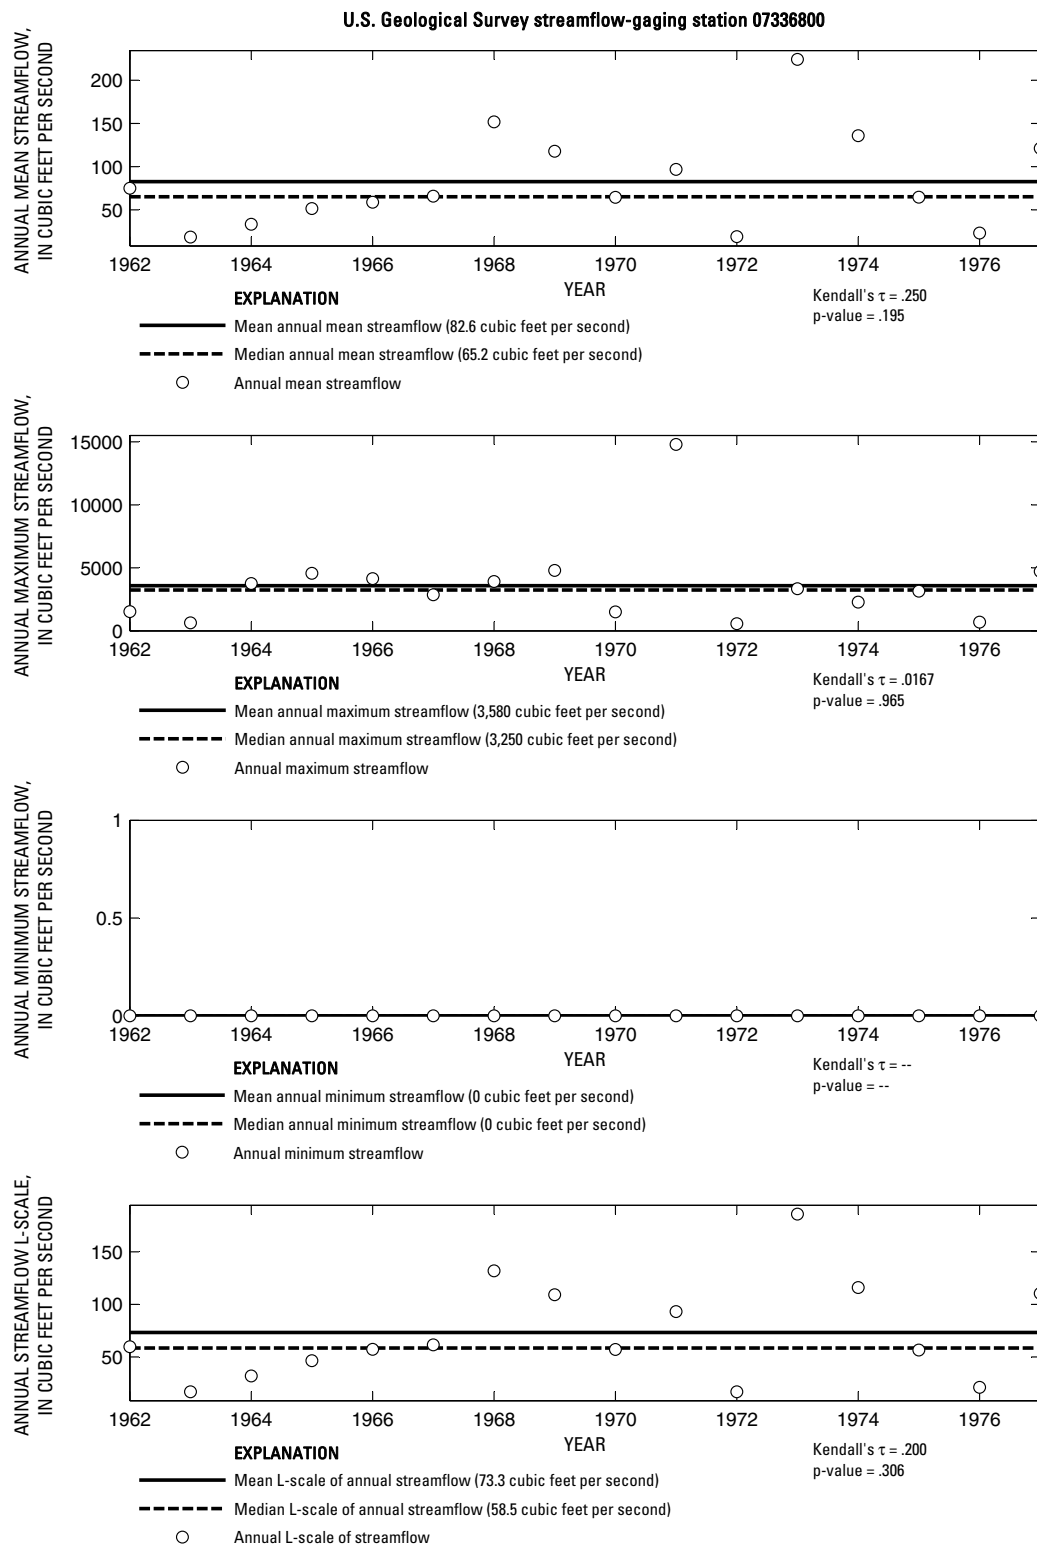 U.S. Geological Survey streamflow-gaging station 07336800
ANNUAL MEAN STREAMFLOW,
IN CUBIC FEET PER SECOND
200
150
100
50
1962 1964 1966 1968 1970 1972 1974 1976
YEAR
EXPLANATION
Mean annual mean streamflow (82.6 cubic feet per second)
Median annual mean streamflow (65.2 cubic feet per second)
Annual mean streamflow
Kendall's τ = .250
p-value = .195
ANNUAL MAXIMUM STREAMFLOW,
IN CUBIC FEET PER SECOND
15000
10000
5000
0
1962 1964 1966 1968 1970 1972 1974 1976
YEAR
EXPLANATION
Mean annual maximum streamflow (3,580 cubic feet per second)
Median annual maximum streamflow (3,250 cubic feet per second)
Annual maximum streamflow
Kendall's τ = .0167
p-value = .965
ANNUAL MINIMUM STREAMFLOW,
IN CUBIC FEET PER SECOND
1
0.5
0
1962 1964 1966 1968 1970 1972 1974 1976
YEAR
EXPLANATION
Mean annual minimum streamflow (0 cubic feet per second)
Median annual minimum streamflow (0 cubic feet per second)
Annual minimum streamflow
Kendall's τ = --
p-value = --
ANNUAL STREAMFLOW L-SCALE,
IN CUBIC FEET PER SECOND
150
100
50
1962 1964 1966 1968 1970 1972 1974 1976
YEAR
EXPLANATION
Mean L-scale of annual streamflow (73.3 cubic feet per second)
Median L-scale of annual streamflow (58.5 cubic feet per second)
Annual L-scale of streamflow
Kendall's τ = .200
p-value = .306